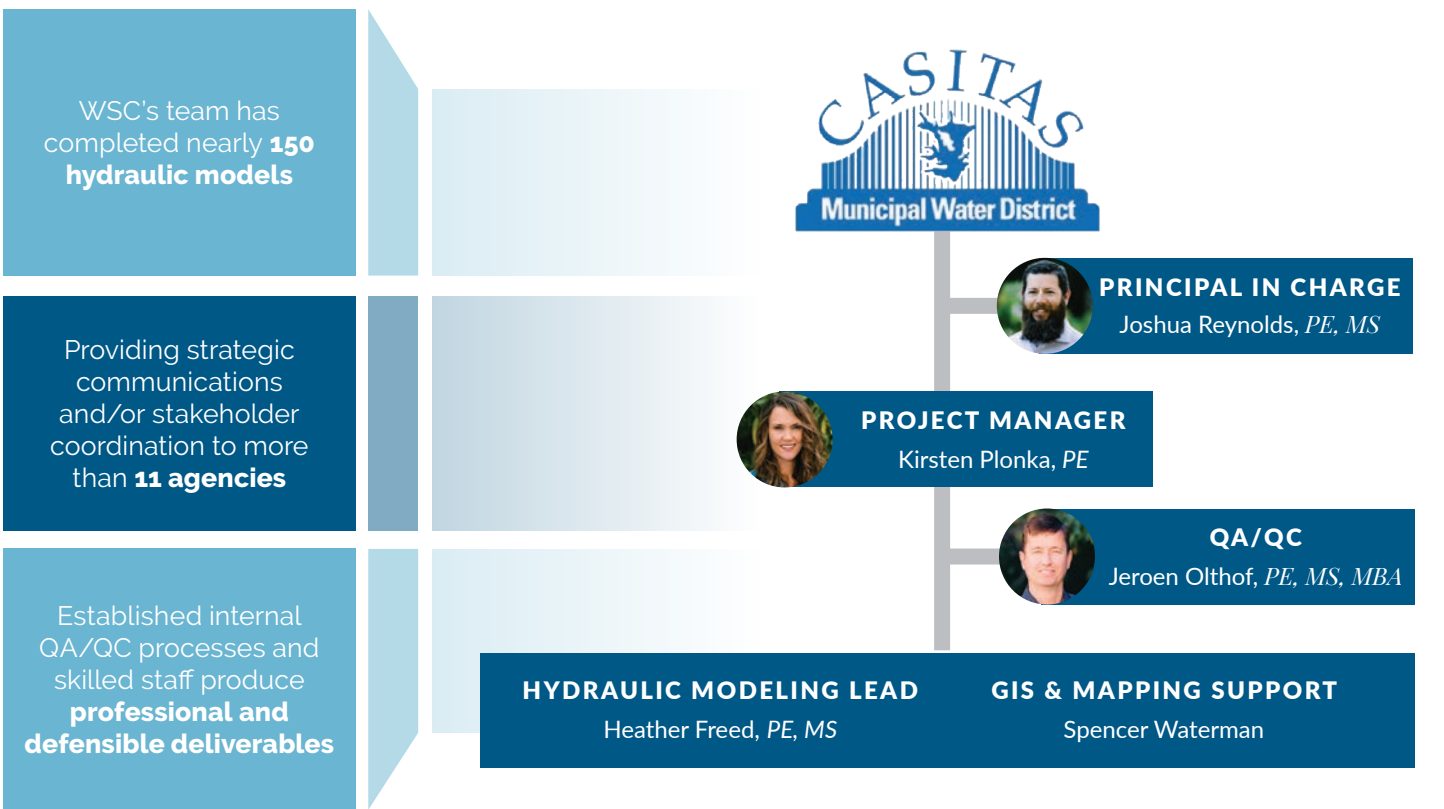 WSC's team has
completed nearly 150
hydraulic models
Providing strategic
communications
and/or stakeholder
coordination to more
than 11 agencies
Established internal
QA/QC processes and
skilled staff produce
professional and
defensible deliverables
CASITAS
Municipal Water District
PRINCIPAL IN CHARGE
Joshua Reynolds, PE, MS
PROJECT MANAGER
Kirsten Plonka, PE
QA/QC
Jeroen Olthof, PE, MS, MBA
HYDRAULIC MODELING LEAD
Heather Freed, PE, MS
GIS & MAPPING SUPPORT
Spencer Waterman